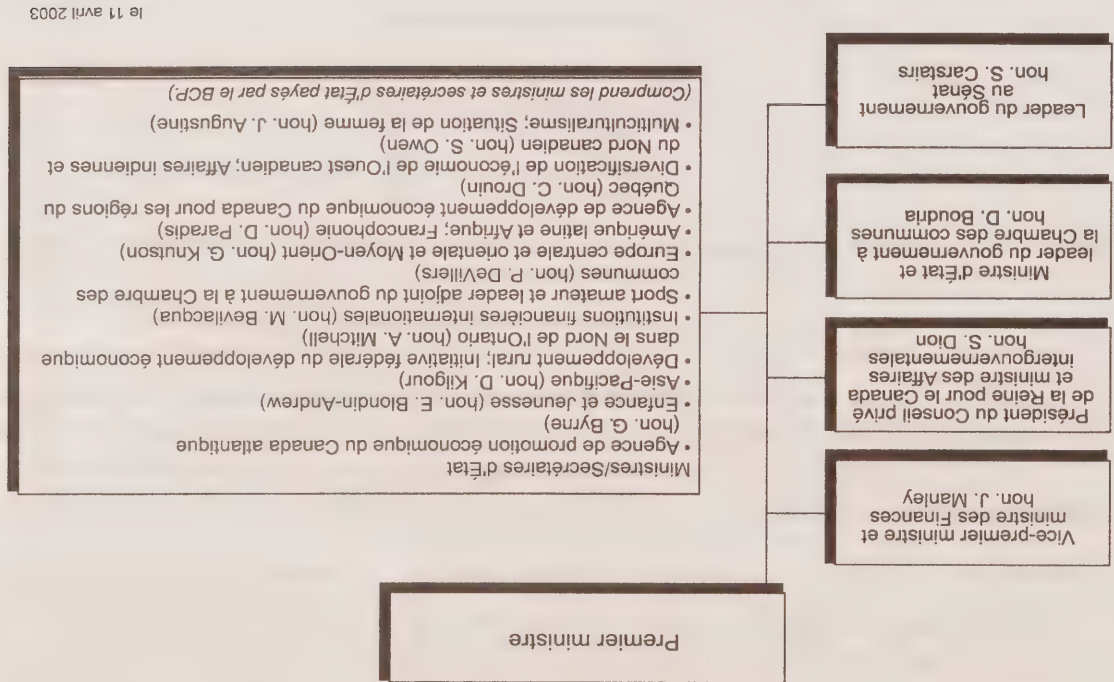 Premier ministre
Vice-premier ministre et
ministre des Finances
hon. J. Manley
Président du Conseil privé
de la Reine pour le Canada
et ministre des Affaires
intergouvernementales
hon. S. Dion
Ministre d'État et
leader du gouvernement à
la Chambre des communes
hon. D. Boudria
Leader du gouvernement
au Sénat
hon. S. Carstairs
Ministres/Secrétaires d'État
• Agence de promotion économique du Canada atlantique
(hon. G. Byrne)
• Enfance et Jeunesse (hon. E. Blondin-Andrew)
• Asie-Pacifique (hon. D. Kilgour)
• Développement rural; Initiative fédérale du développement économique
dans le Nord de l'Ontario (hon. A. Mitchell)
• Institutions financières internationales (hon. M. Bevilacqua)
• Sport amateur et leader adjoint du gouvernement à la Chambre des
communes (hon. P. DeVillers)
• Europe centrale et orientale et Moyen-Orient (hon. G. Knutson)
• Amérique latine et Afrique; Francophonie (hon. D. Paradis)
• Agence de développement économique du Canada pour les régions du
Québec (hon. C. Drouin)
• Diversification de l'économie de l'Ouest canadien; Affaires indiennes et
du Nord canadien (hon. S. Owen)
• Multiculturalisme; Situation de la femme (hon. J. Augustine)
(Comprend les ministres et secrétaires d'État payés par le BCP.)
le 11 avril 2003